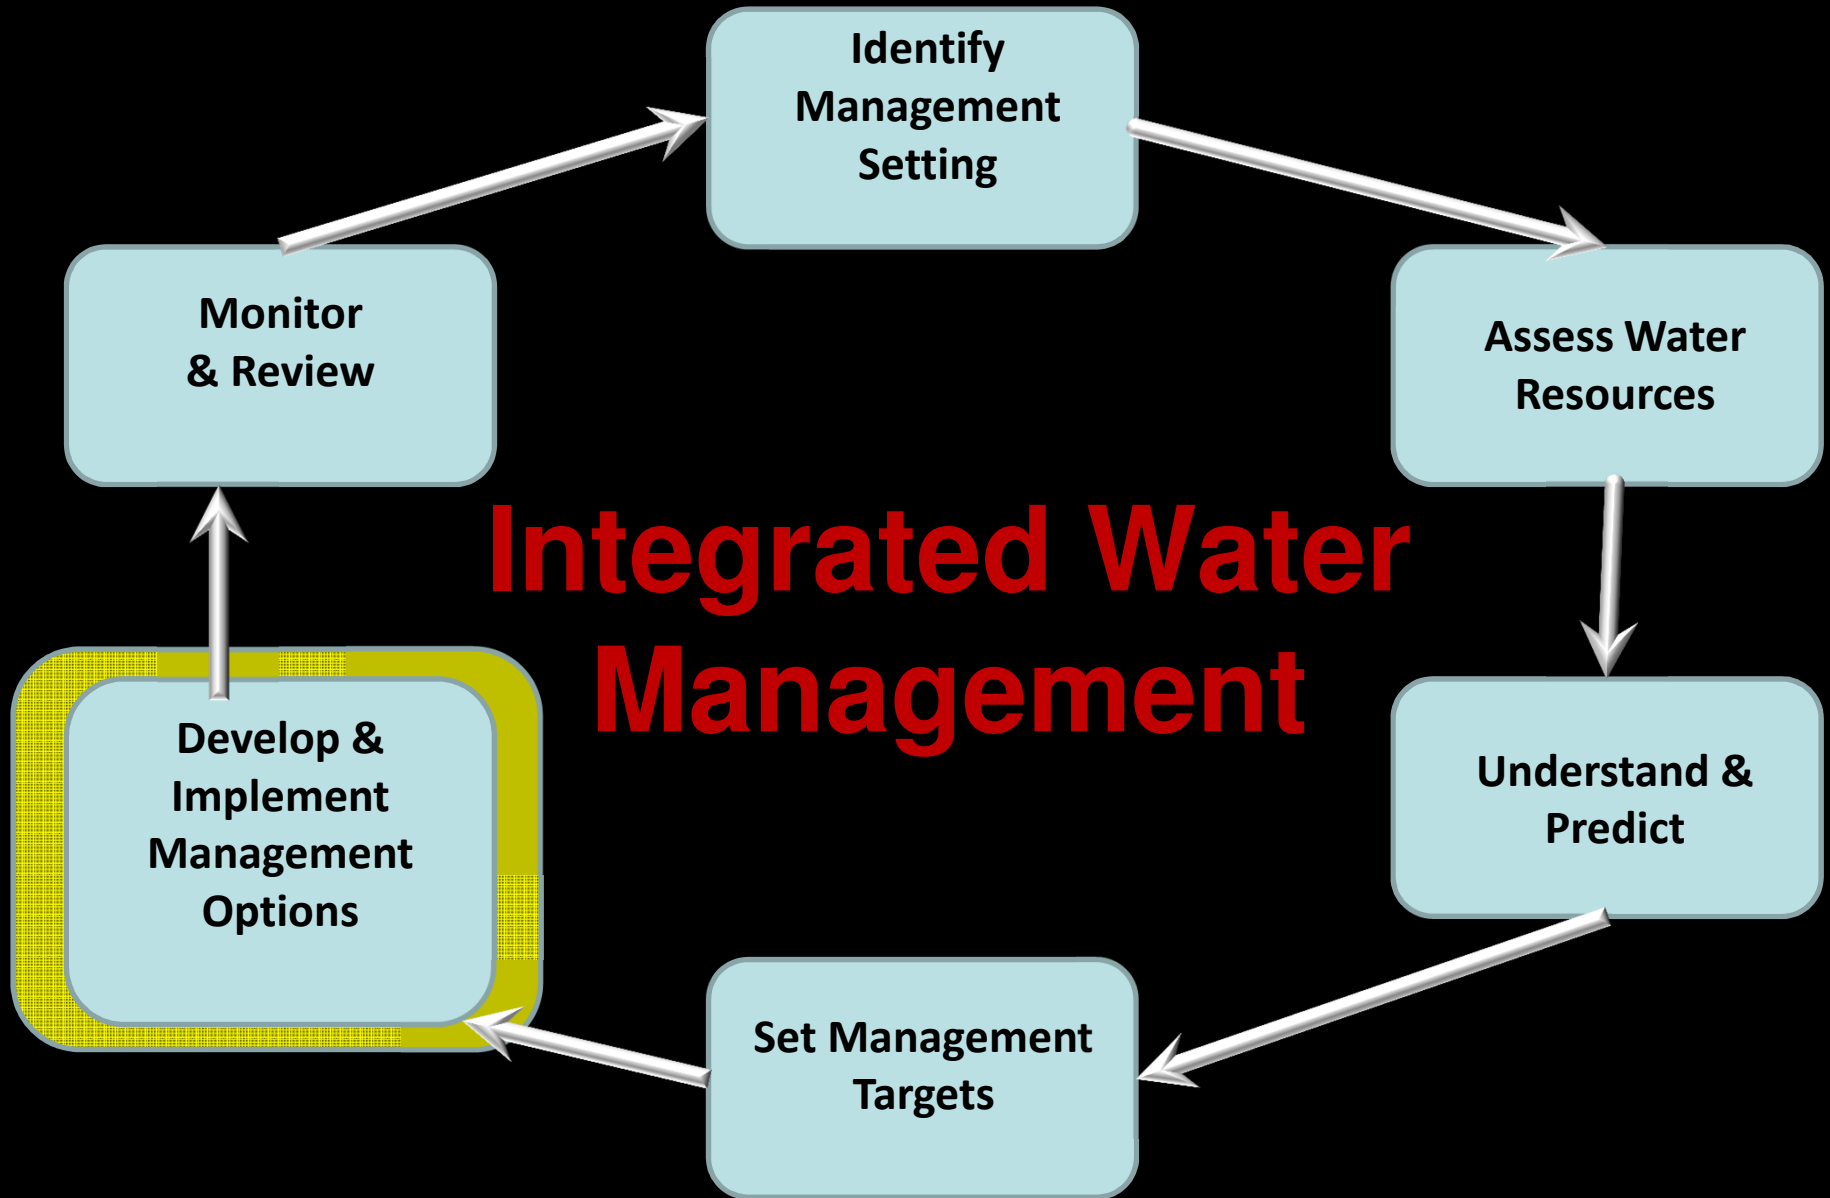 Identify
Management
Setting
Monitor
& Review
Assess Water
Resources
Integrated Water
Management
Develop &
Implement
Management
Options
Understand &
Predict
Set Management
Targets